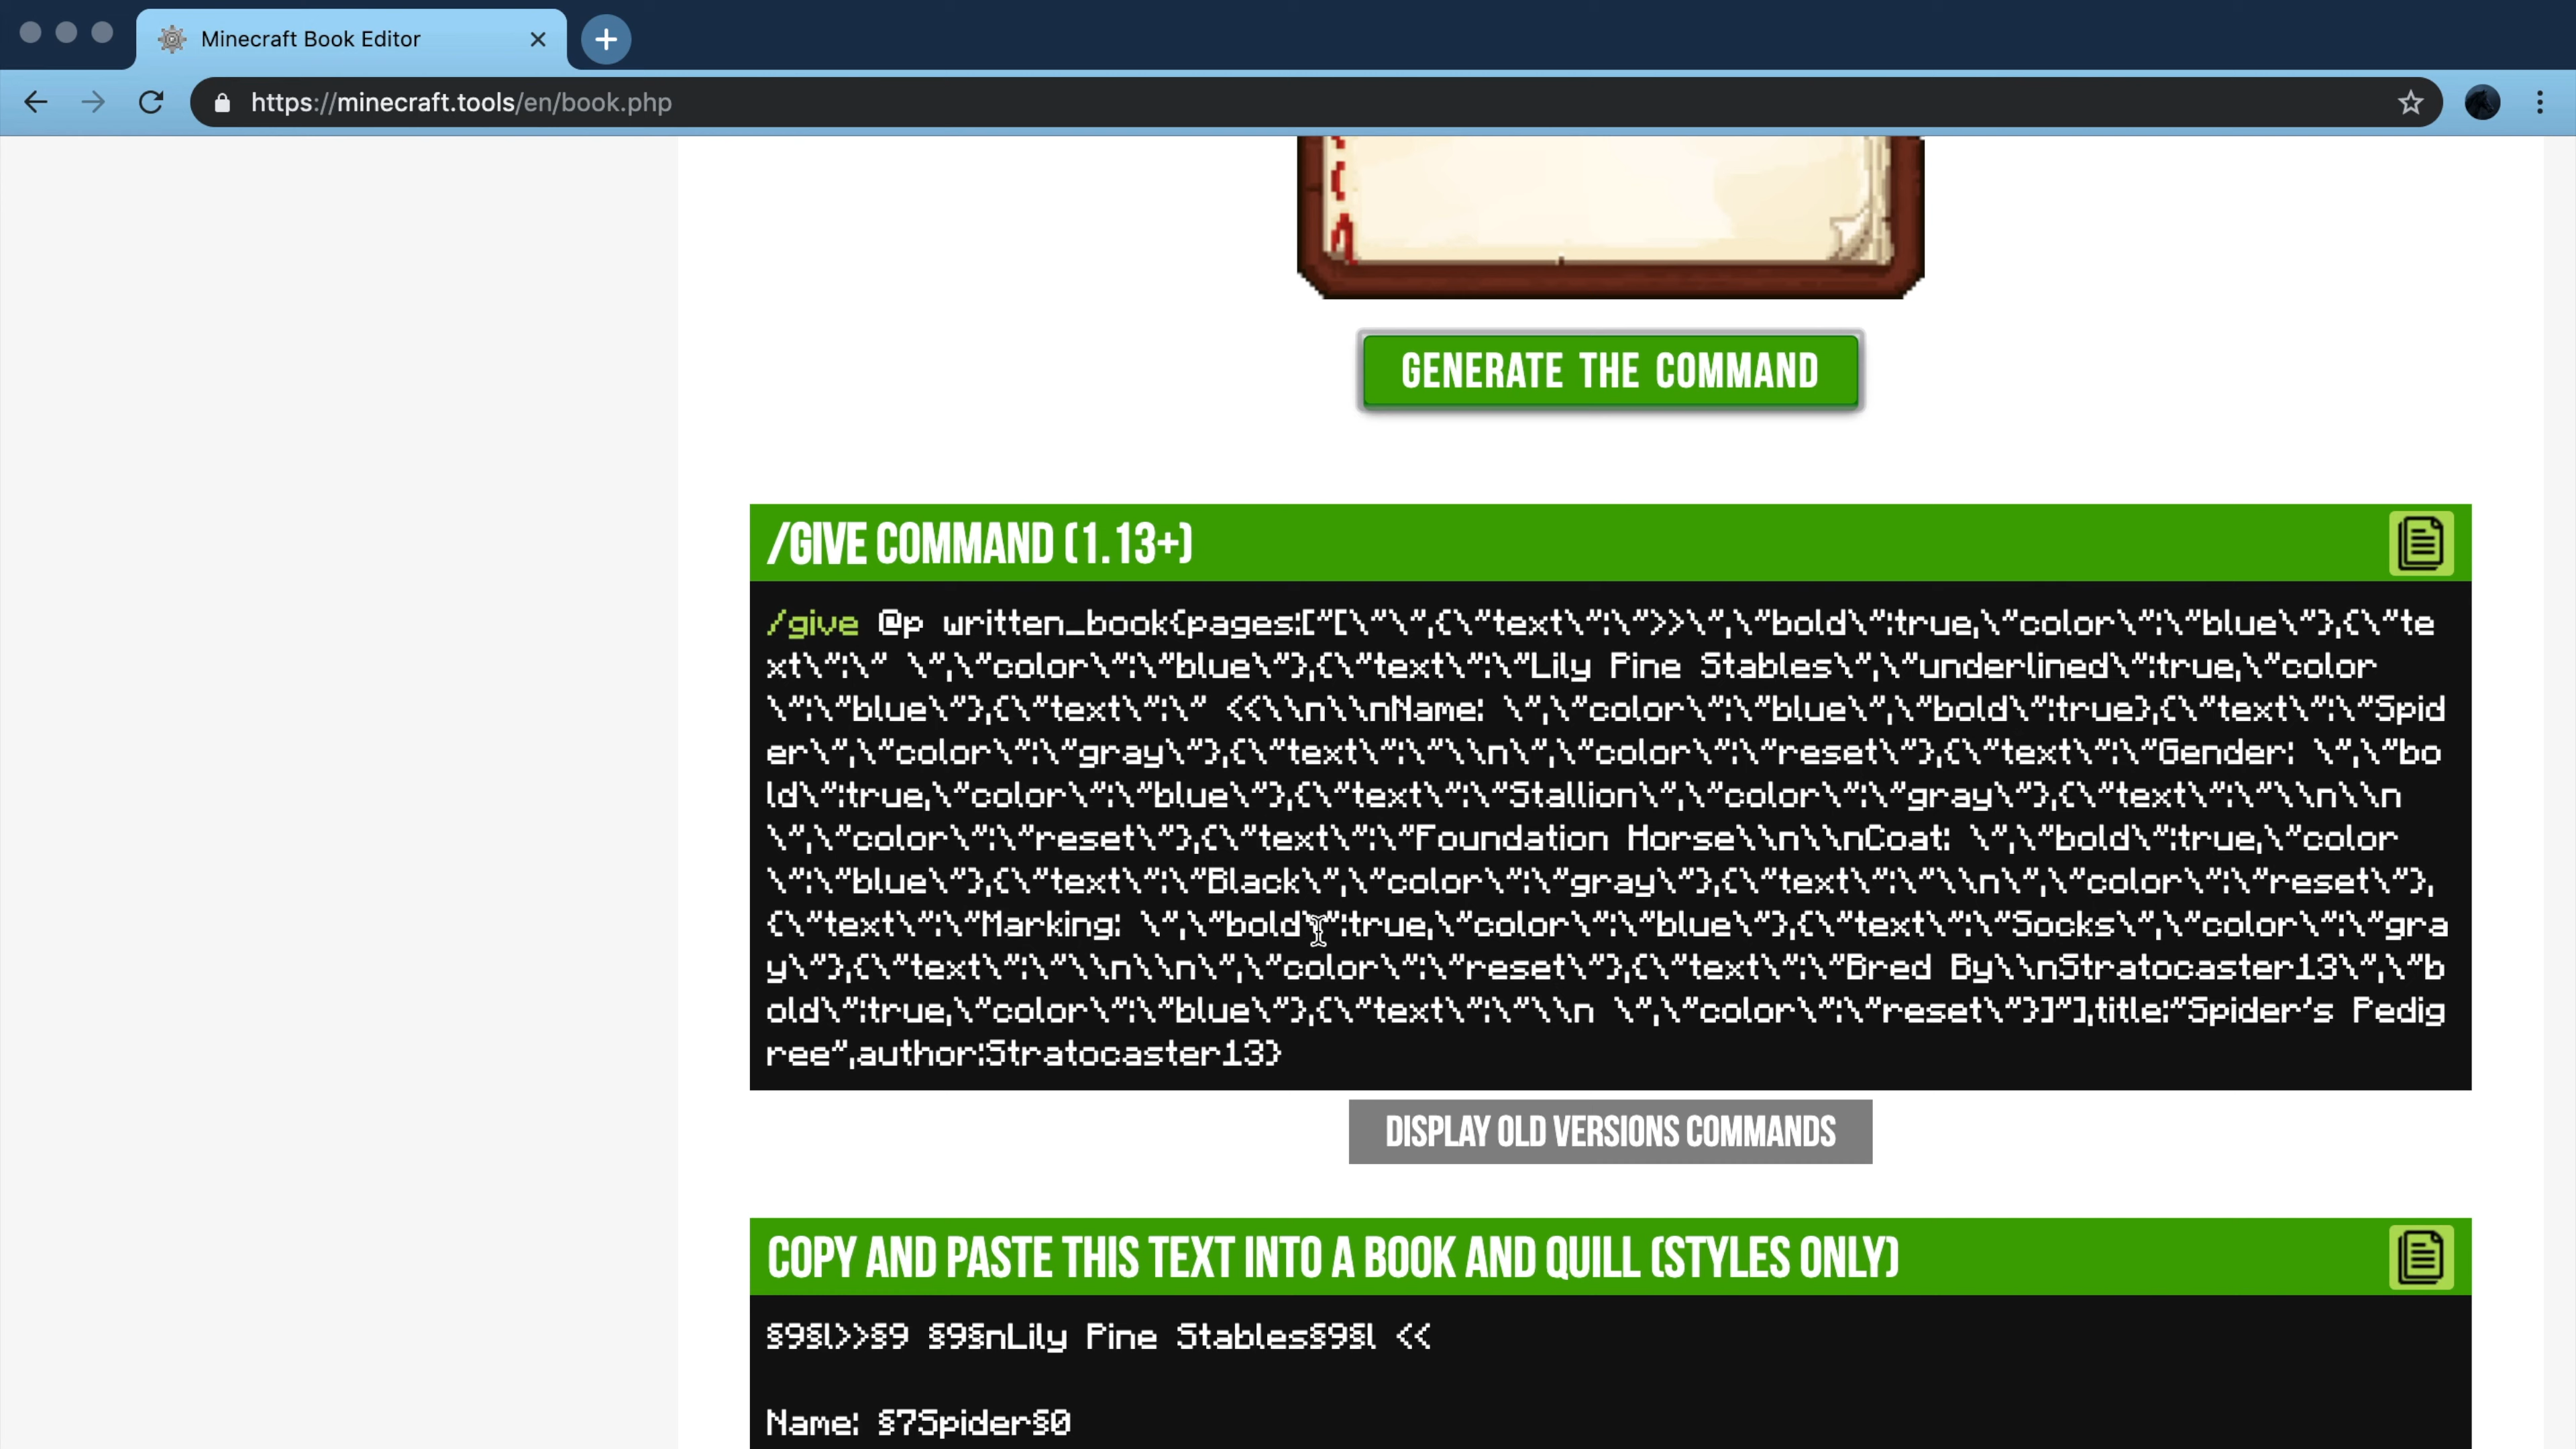 Minecraft Book Editor
https://minecraft.tools/en/book.php
GENERATE THE COMMAND
/GIVE COMMAND (1.13+)
/give @p written_book{pages:["[\"\",{\"text\":\">>\",\"bold\":true,\"color\":\"blue\"},{\"te
xt\":\" \",\"color\":\"blue\"},{\"text\":\"Lily Pine Stables\",\"underlined\":true,\"color
\":\"blue\"},{\"text\":\" <<\\n\\nName: \",\"color\":\"blue\",\"bold\":true},{\"text\":\"Spid
er\",\"color\":\"gray\"},{\"text\":\"\\n\",\"color\":\"reset\"},{\"text\":\"Gender: \",\"bo
ld\":true,\"color\":\"blue\"},{\"text\":\"Stallion\",\"color\":\"gray\"},{\"text\":\"\\n\\n
\",\"color\":\"reset\"},{\"text\":\"Foundation Horse\\n\\nCoat: \",\"bold\":true,\"color
\":\"blue\"},{\"text\":\"Black\",\"color\":\"gray\"},{\"text\":\"\\n\",\"color\":\"reset\"},
{\"text\":\"Marking: \",\"bold\":true,\"color\":\"blue\"},{\"text\":\"Socks\",\"color\":\"gra
y\"},{\"text\":\"\\n\\n\",\"color\":\"reset\"},{\"text\":\"Bred By\\nStratocaster13\",\"b
old\":true,\"color\":\"blue\"},{\"text\":\"\\n \",\"color\":\"reset\"}]"],title:"Spider's Pedig
ree",author:Stratocaster13}
DISPLAY OLD VERSIONS COMMANDS
COPY AND PASTE THIS TEXT INTO A BOOK AND QUILL (STYLES ONLY)
§9§l>>§9 §9§nLily Pine Stables§9§l <<
Name: §7Spider§0